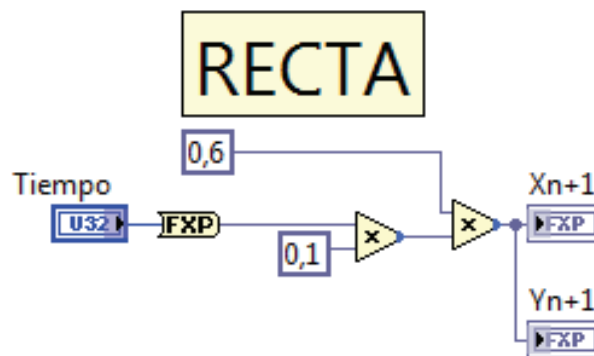 RECTA
0,6
Tiempo
Xn+1
U32
FXP
x
x
FXP
0,1
Yn+1
FXP